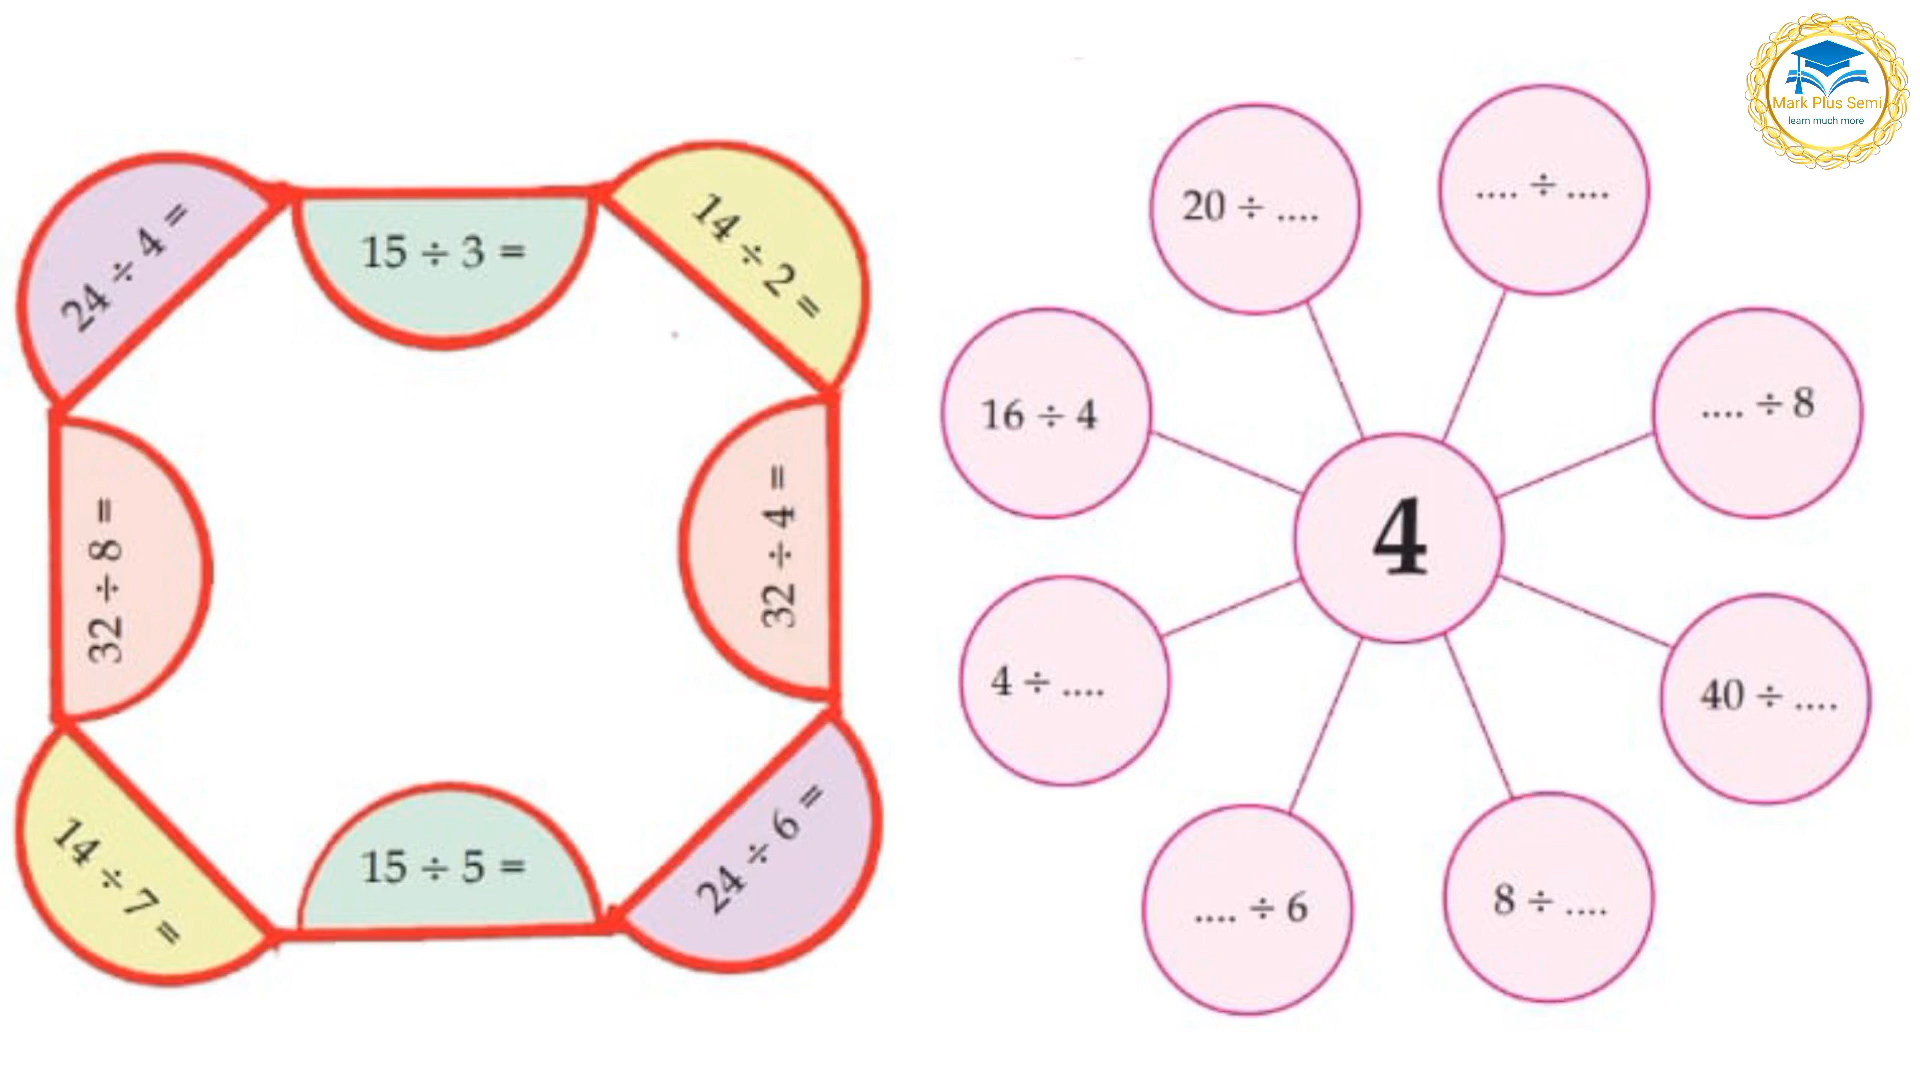 24 ÷ 4 =
15 ÷ 3 =
14 ÷ 2 =
32 ÷ 8 =
32 ÷ 4 =
14 ÷ 7 =
15 ÷ 5 =
24 ÷ 6 =
20 ÷ ....
.... ÷ ....
16 ÷ 4
.... ÷ 8
4
4 ÷ ....
40 ÷ ....
.... ÷ 6
8 ÷ ....
Mark Plus Semi
learn much more